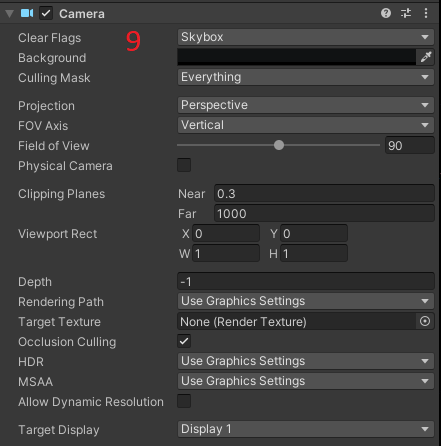 Camera
Clear Flags 9 Skybox
Background
Culling Mask Everything
Projection Perspective
FOV Axis Vertical
Field of View 90
Physical Camera
Clipping Planes Near 0.3
Far 1000
Viewport Rect X 0 Y 0
W 1 H 1
Depth -1
Rendering Path Use Graphics Settings
Target Texture None (Render Texture)
Occlusion Culling
HDR Use Graphics Settings
MSAA Use Graphics Settings
Allow Dynamic Resolution
Target Display Display 1